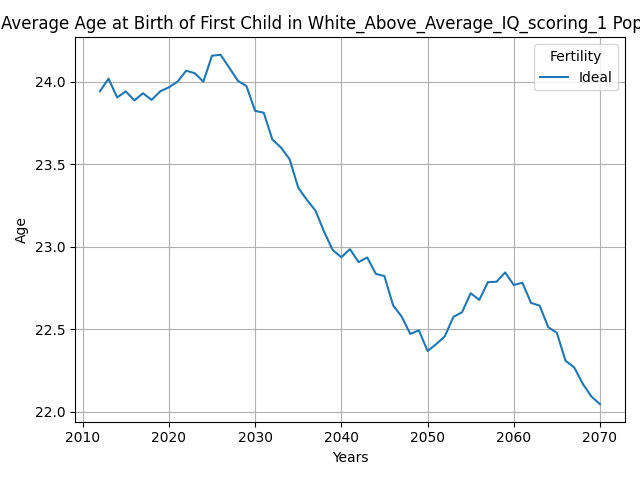 Average Age at Birth of First Child in White_Above_Average_IQ_scoring_1 Pop
Fertility
Ideal
24.0
23.5
23.0
22.5
22.0
Age
2010 2020 2030 2040 2050 2060 2070
Years